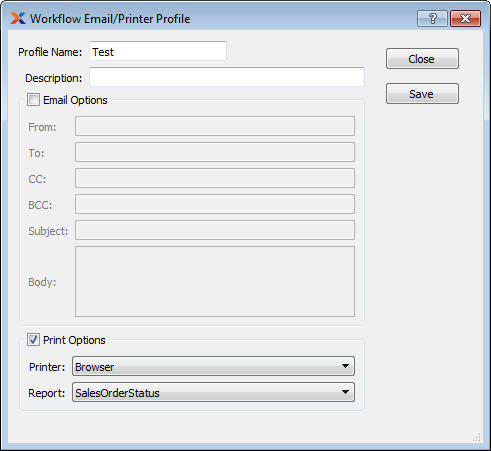 Workflow Email/Printer Profile
?
Profile Name: Test
Close
Description:
Save
Email Options
From:
To:
CC:
BCC:
Subject:
Body:
Print Options
Printer: Browser
Report: SalesOrderStatus